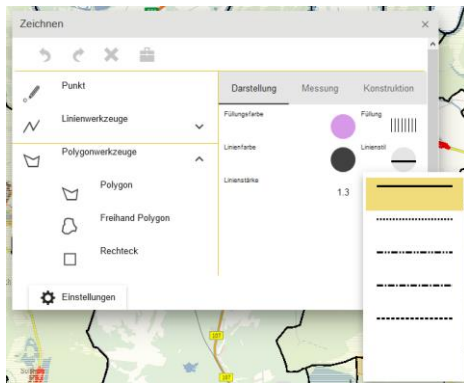 Zeichnen
Punkt
Linienwerkzeuge
Polygonwerkzeuge
Polygon
Freihand Polygon
Rechteck
Einstellungen
Darstellung Messung Konstruktion
Füllungsfarbe Füllung
Linienfarbe Linienstil
Linienstärke
1.3
207